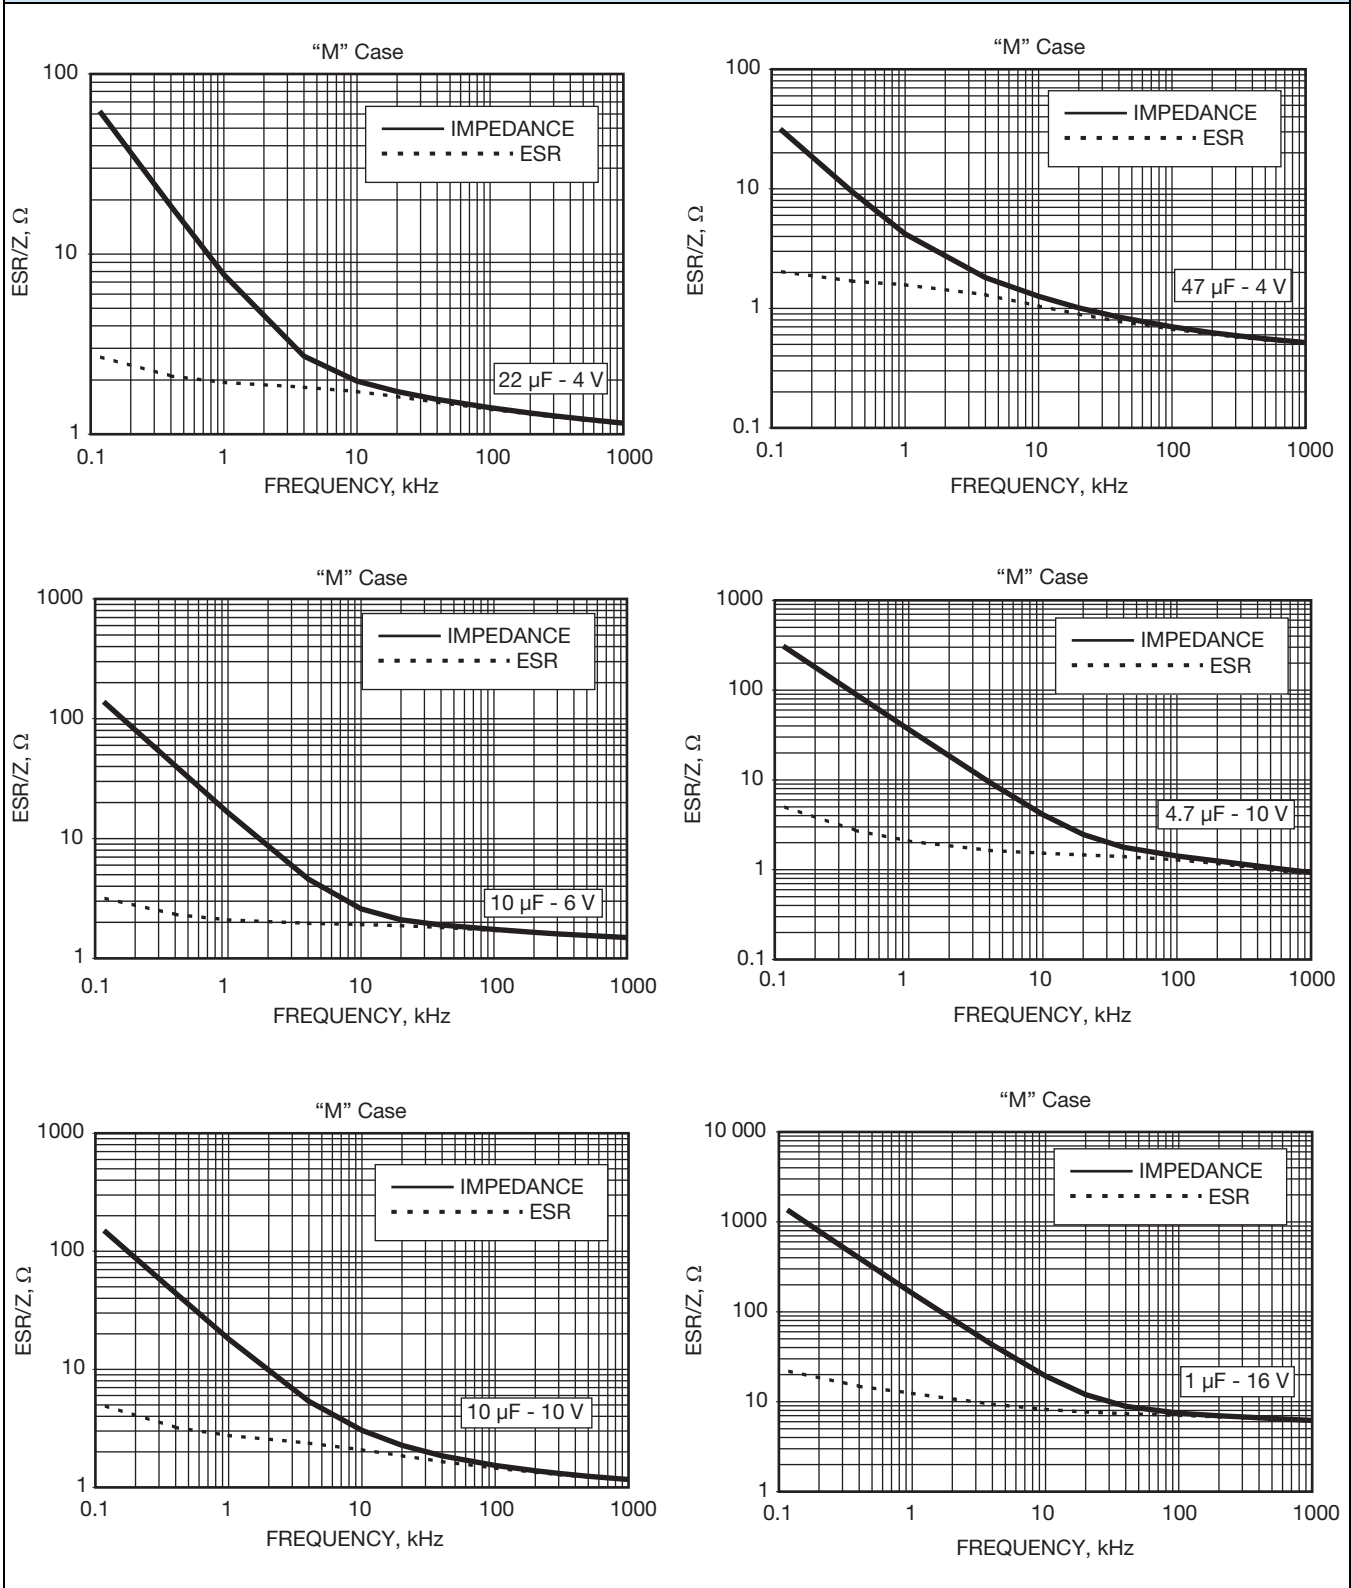 “M” Case
100
10
1
ESR/Z, Ω
IMPEDANCE
ESR
22 µF - 4 V
0.1 1 10 100 1000
FREQUENCY, kHz
“M” Case
100
10
1
0.1
ESR/Z, Ω
IMPEDANCE
ESR
47 µF - 4 V
0.1 1 10 100 1000
FREQUENCY, kHz
“M” Case
1000
100
10
1
ESR/Z, Ω
IMPEDANCE
ESR
10 µF - 6 V
0.1 1 10 100 1000
FREQUENCY, kHz
“M” Case
1000
100
10
1
0.1
ESR/Z, Ω
IMPEDANCE
ESR
4.7 µF - 10 V
0.1 1 10 100 1000
FREQUENCY, kHz
“M” Case
1000
100
10
1
ESR/Z, Ω
IMPEDANCE
ESR
10 µF - 10 V
0.1 1 10 100 1000
FREQUENCY, kHz
“M” Case
10 000
1000
100
10
1
ESR/Z, Ω
IMPEDANCE
ESR
1 µF - 16 V
0.1 1 10 100 1000
FREQUENCY, kHz